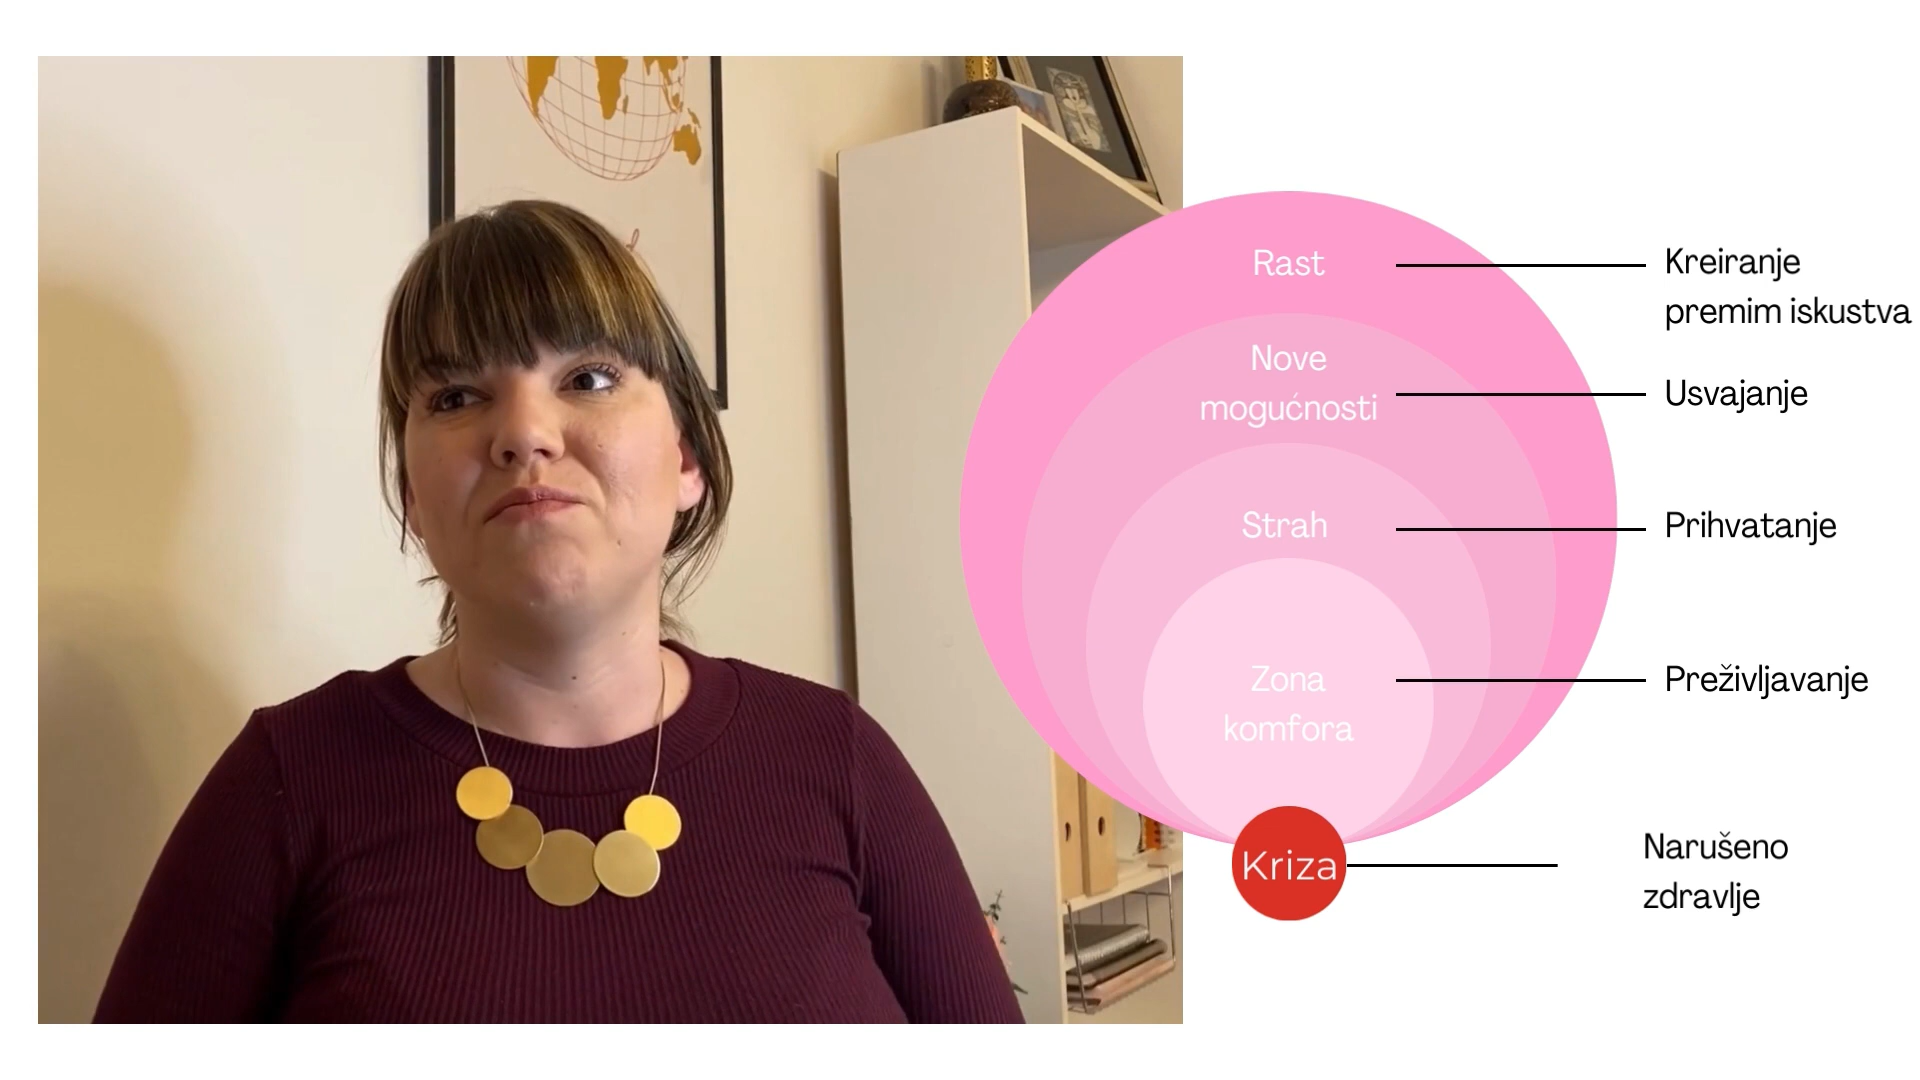 Rast
Kreiranje
premim iskustva
Nove
mogućnosti
Usvajanje
Strah
Prihvatanje
Zona
komfora
Preživljavanje
Kriza
Narušeno
zdravlje